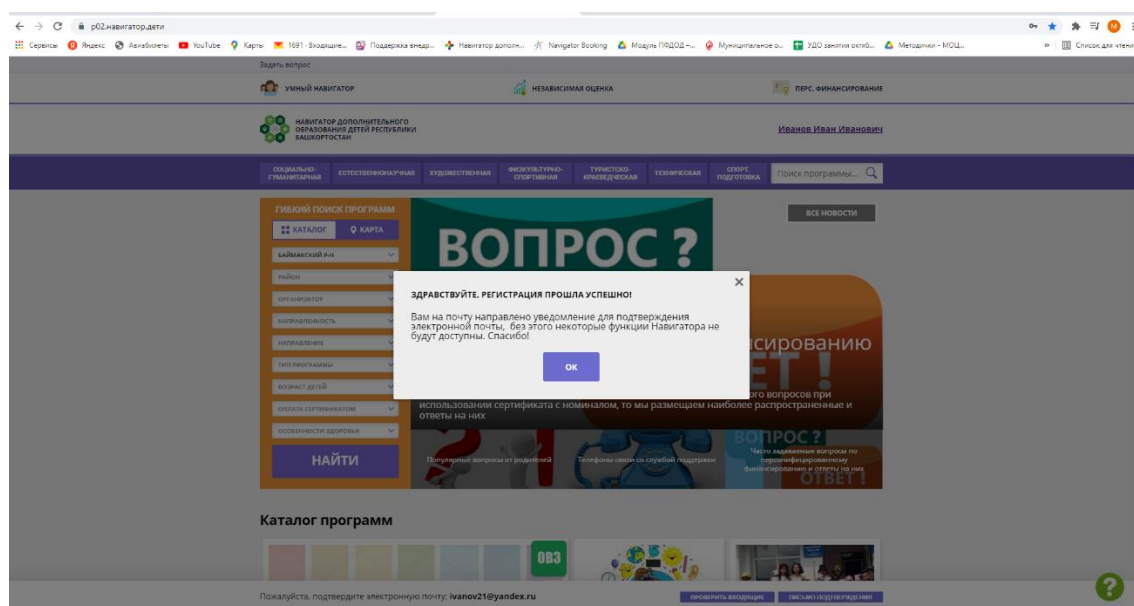 р02.навигатор.дети
Сервисы Яндекс Авиабилеты YouTube Карты 1691 - Входящие... Поддержка внедр... Навигатор дополн... Navigator Booking Модуль ПФДОД –... Муниципальное о... УДО занятия октяб... Методички – МОЦ... » Список для чтения
Задать вопрос
УМНЫЙ НАВИГАТОР НЕЗАВИСИМАЯ ОЦЕНКА ПЕРС. ФИНАНСИРОВАНИЕ
НАВИГАТОР ДОПОЛНИТЕЛЬНОГО
ОБРАЗОВАНИЯ ДЕТЕЙ РЕСПУБЛИКИ
БАШКОРТОСТАН
Иванов Иван Иванович
СОЦИАЛЬНО-ГУМАНИТАРНАЯ ЕСТЕСТВЕННОНАУЧНАЯ ХУДОЖЕСТВЕННАЯ ФИЗКУЛЬТУРНО-СПОРТИВНАЯ ТУРИСТСКО-КРАЕВЕДЧЕСКАЯ ТЕХНИЧЕСКАЯ СПОРТ. ПОДГОТОВКА Поиск программы...
ГИБКИЙ ПОИСК ПРОГРАММ
КАТАЛОГ КАРТА
БАЙМАКСКИЙ Р-Н
РАЙОН
ОРГАНИЗАТОР
НАПРАВЛЕННОСТЬ
НАПРАВЛЕНИЕ
ТИП ПРОГРАММЫ
ВОЗРАСТ ДЕТЕЙ
ОПЛАТА СЕРТИФИКАТОМ
ОСОБЕННОСТИ ЗДОРОВЬЯ
НАЙТИ
ВОПРОС ?
ВСЕ НОВОСТИ
ЗДРАВСТВУЙТЕ, РЕГИСТРАЦИЯ ПРОШЛА УСПЕШНО!
Вам на почту направлено уведомление для подтверждения
электронной почты, без этого некоторые функции Навигатора не
будут доступны. Спасибо!
ОК
сированию
ого вопросов при
использовании сертификата с номиналом, то мы размещаем наиболее распространенные и
ответы на них
Популярные вопросы от родителей
Телефоны связи со службой поддержки
ВОПРОС ?
Часто задаваемые вопросы по
персонифицированному
финансированию и ответы на них
ОТВЕТ !
Каталог программ
ОВЗ
Пожалуйста, подтвердите электронную почту: ivanov21@yandex.ru
ПРОВЕРИТЬ ВХОДЯЩИЕ ПИСЬМО ПОДТВЕРЖДЕНИЯ
?